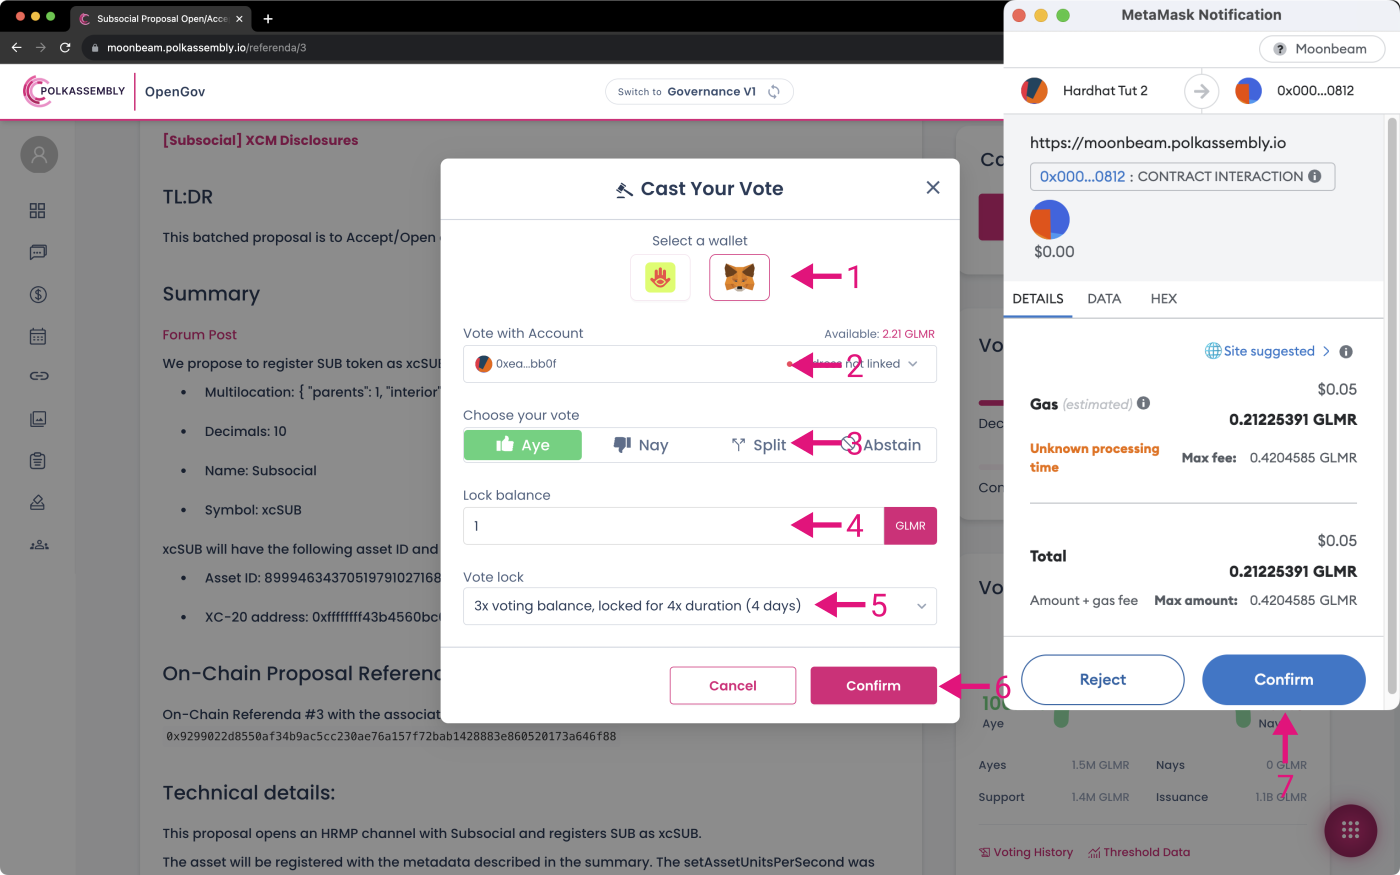 Subsocial Proposal Open/Acce
moonbeam.polkassembly.io/referenda/3
POLKASSEMBLY
OpenGov
Switch to Governance V1
[Subsocial] XCM Disclosures
TL:DR
This batched proposal is to Accept/Open
Summary
Forum Post
We propose to register SUB token as xcSU
• Multilocation: { "parents": 1, "interior"
• Decimals: 10
• Name: Subsocial
• Symbol: xcSUB
xcSUB will have the following asset ID and
• Asset ID: 89994634370519791027168
• XC-20 address: 0xffffffff43b4560bc
On-Chain Proposal Referend
On-Chain Referenda #3 with the associat
0x9299022d8550af34b9ac5cc230ae76a157f72bab1428883e860520173a646f88
Technical details:
This proposal opens an HRMP channel with Subsocial and registers SUB as xcSUB.
The asset will be registered with the metadata described in the summary. The setAssetUnitsPerSecond was
Cast Your Vote
Select a wallet
1
Vote with Account
Available: 2.21 GLMR
0xea...bb0f
not linked
2
Choose your vote
Aye
Nay
Split
Abstain
3
Lock balance
1
GLMR
4
Vote lock
3x voting balance, locked for 4x duration (4 days)
5
Cancel
Confirm
6
Ca
Vo
Dec
Con
Vo
Aye
Nay
Ayes 1.5M GLMR Nays 0 GLMR
Support 1.4M GLMR Issuance 1.1B GLMR
Voting History
Threshold Data
MetaMask Notification
? Moonbeam
Hardhat Tut 2
0x000...0812
https://moonbeam.polkassembly.io
0x000...0812 : CONTRACT INTERACTION
$0.00
DETAILS
DATA
HEX
Site suggested
$0.05
Gas (estimated)
0.21225391 GLMR
Unknown processing
time
Max fee: 0.4204585 GLMR
$0.05
Total
0.21225391 GLMR
Amount + gas fee Max amount: 0.4204585 GLMR
Reject
Confirm
7